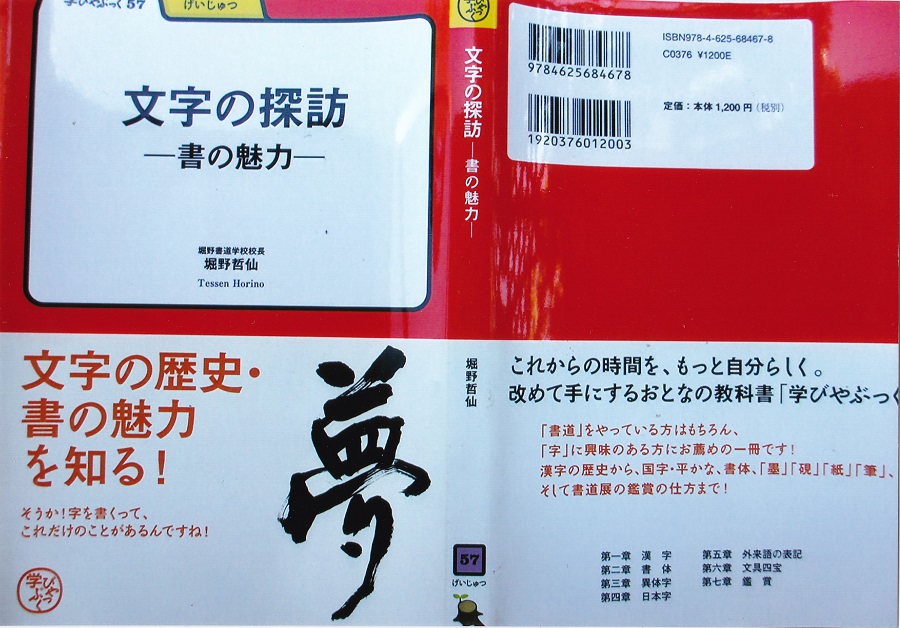 学びやぶっく 57
げいじゅつ
文字の探訪
―書の魅力―
堀野書道学校校長
堀野哲仙
Tessen Horino
文字の歴史・
書の魅力
を知る！
そうか！字を書くって、
これだけのことがあるんですね！
夢
学びやぶっく
文字の探訪―書の魅力―
堀野哲仙
57
げいじゅつ
ISBN978-4-625-68467-8
C0376 ¥1200E
9784625684678
定価：本体1,200円（税別）
1920376012003
これからの時間を、もっと自分らしく。
改めて手にするおとなの教科書「学びやぶっく
「書道」をやっている方はもちろん、
「字」に興味のある方にお薦めの一冊です！
漢字の歴史から、国字・平かな、書体、「墨」「硯」「紙」「筆」、
そして書道展の鑑賞の仕方まで！
第一章 漢字 第五章 外来語の表記
第二章 書体 第六章 文具四宝
第三章 異体字 第七章 鑑賞
第四章 日本字